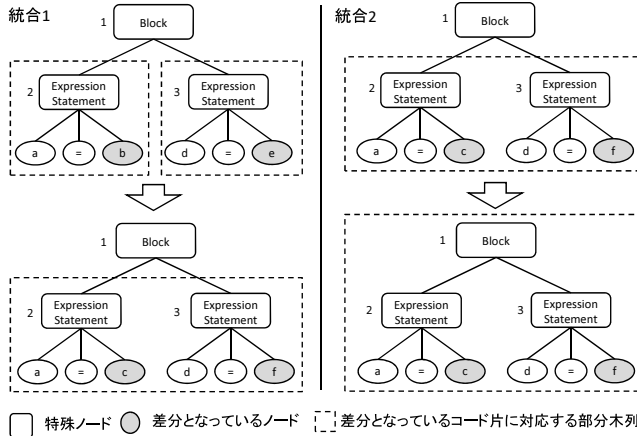 統合1
1 Block
2 Expression Statement
3 Expression Statement
a = b
d = e
1 Block
2 Expression Statement
3 Expression Statement
a = c
d = f
統合2
1 Block
2 Expression Statement
3 Expression Statement
a = c
d = f
1 Block
2 Expression Statement
3 Expression Statement
a = c
d = f
特殊ノード
差分となっているノード
差分となっているコード片に対応する部分木列